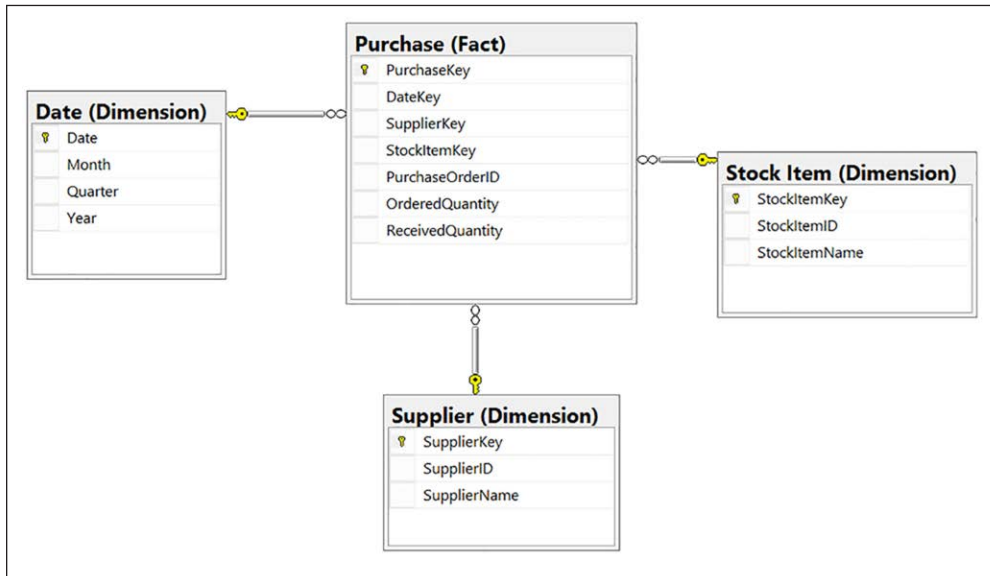 Purchase (Fact)
PurchaseKey
DateKey
SupplierKey
StockItemKey
PurchaseOrderID
OrderedQuantity
ReceivedQuantity
Date (Dimension)
Date
Month
Quarter
Year
Stock Item (Dimension)
StockItemKey
StockItemID
StockItemName
Supplier (Dimension)
SupplierKey
SupplierID
SupplierName